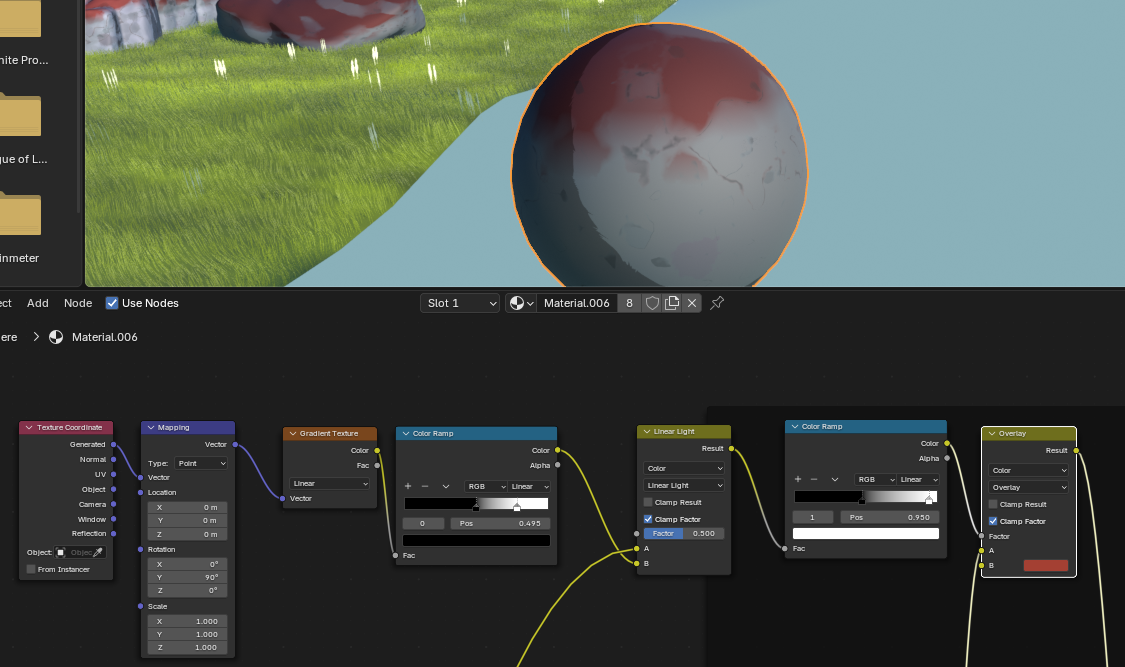 nite Pro...
gue of L...
inmeter
ect Add Node Use Nodes Slot 1 Material.006 8
ere Material.006
Texture Coordinate
Generated
Normal
UV
Object
Camera
Window
Reflection
Object: Objec
From Instancer
Mapping
Vector
Type: Point
Vector
Location
X 0 m
Y 0 m
Z 0 m
Rotation
X 0°
Y 90°
Z 0°
Scale
X 1.000
Y 1.000
Z 1.000
Gradient Texture
Color
Fac
Linear
Vector
Color Ramp
Color
Alpha
RGB Linear
0 Pos 0.495
Fac
Linear Light
Result
Color
Linear Light
Clamp Result
Clamp Factor
Factor 0.500
A
B
Color Ramp
Color
Alpha
RGB Linear
1 Pos 0.950
Fac
Overlay
Result
Color
Overlay
Clamp Result
Clamp Factor
Factor
A
B